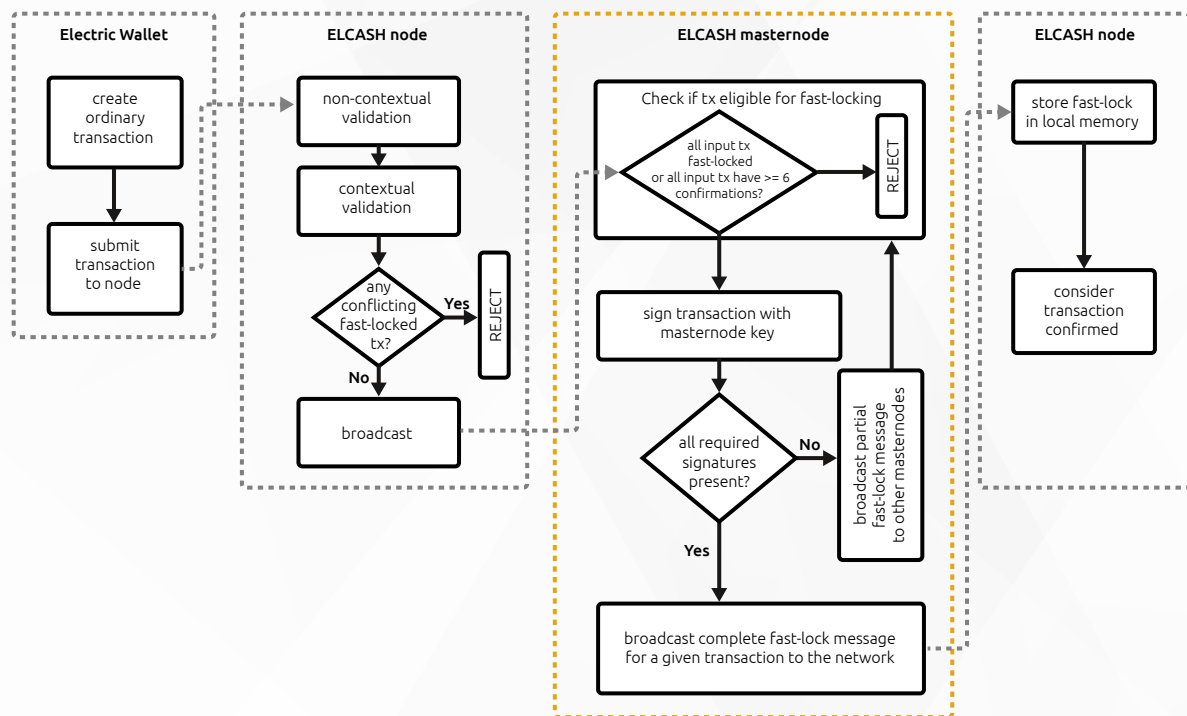 Electric Wallet
create
ordinary
transaction
submit
transaction
to node
ELCASH node
non-contextual
validation
contextual
validation
any
conflicting
fast-locked
tx?
Yes
REJECT
No
broadcast
ELCASH masternode
Check if tx eligible for fast-locking
all input tx
fast-locked
or all input tx have >= 6
confirmations?
REJECT
sign transaction with
masternode key
all required
signatures
present?
No
broadcast partial
fast-lock message
to other masternodes
Yes
broadcast complete fast-lock message
for a given transaction to the network
ELCASH node
store fast-lock
in local memory
consider
transaction
confirmed